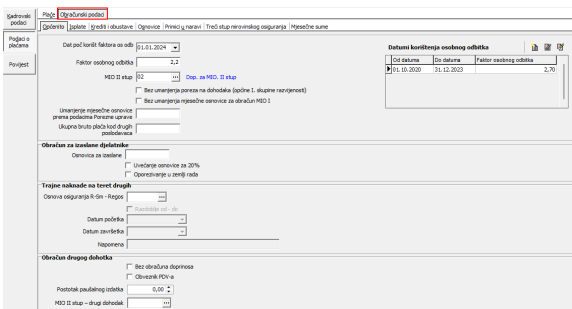 Kadrovski podaci
Podaci o plaćama
Povijest
Plaće Obračunski podaci
Općenito Isplate Krediti i obustave Ognovice Primici u naravi Treći stup mirovinskog osiguranja Mjesečne sume
Dat poč korišt faktora os odb 01.01.2024
Faktor osobnog odbitka 2,2
MIO II stup 02 ... Dop. za MIO. II stup
Bez umanjenja poreza na dohodaka (općine I. skupine razvijenosti)
Bez umanjenja mjesečne osnovice za obračun MIO I
Umanjenje mjesečne osnovice
prema podacima Porezne uprave
Ukupna bruto plaća kod drugih
poslodavaca
Datumi korištenja osobnog odbitka
Od datuma Do datuma Faktor osobnog odbitka
01.10.2020 31.12.2023 2,70
Obračun za izaslane djelatnike
Osnovica za izaslane
Uvećanje osnovice za 20%
Oporezivanje u zemlji rada
Trajne naknade na teret drugih
Osnova osiguranja R-Sm - Regos ...
Razdoblje od - do
Datum početka
Datum završetka
Napomena
Obračun drugog dohotka
Bez obračuna doprinosa
Obveznik PDV-a
Postotak paušalnog izdatka 0,00
MIO II stup – drugi dohodak ...